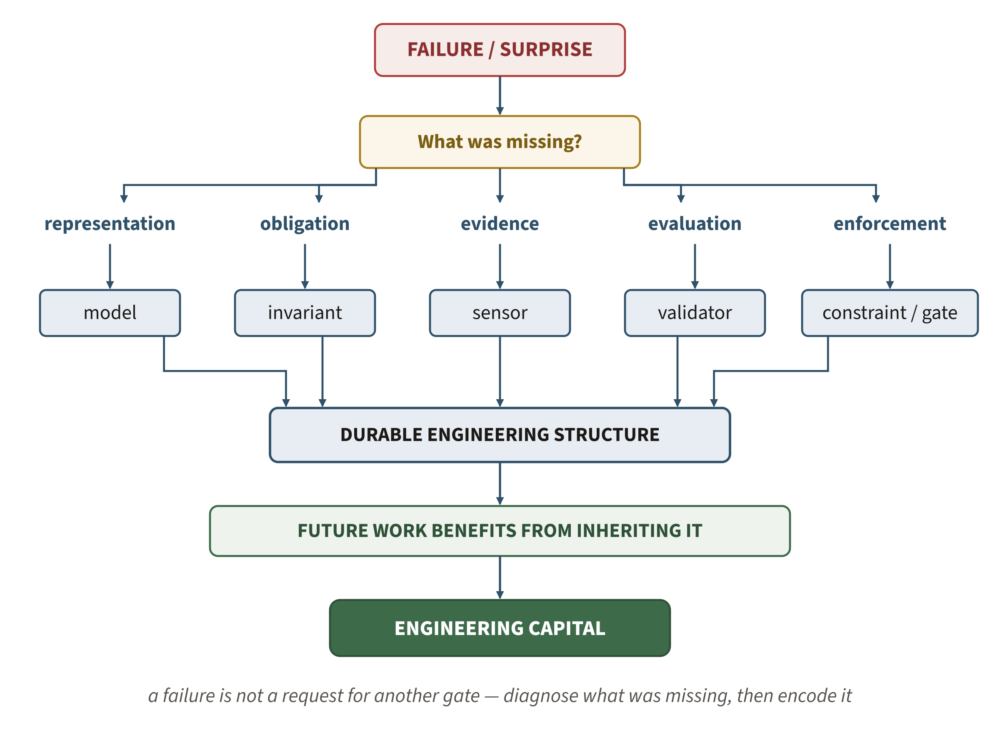 FAILURE / SURPRISE
What was missing?
representation
obligation
evidence
evaluation
enforcement
model
invariant
sensor
validator
constraint / gate
DURABLE ENGINEERING STRUCTURE
FUTURE WORK BENEFITS FROM INHERITING IT
ENGINEERING CAPITAL
a failure is not a request for another gate — diagnose what was missing, then encode it